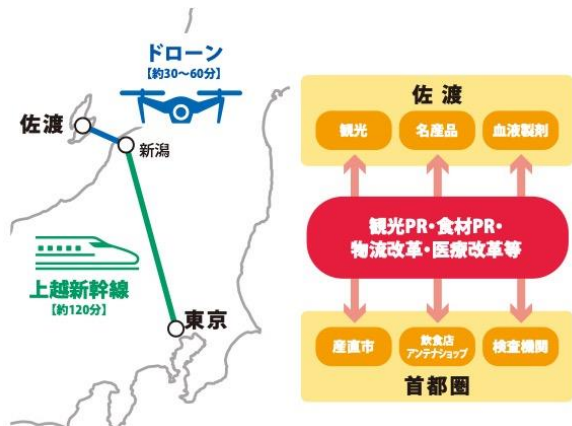 ドローン
【約30〜60分】
佐渡
新潟
上越新幹線
【約120分】
東京
佐渡
観光
名産品
血液製剤
観光PR・食材PR・
物流改革・医療改革等
産直市
飲食店
アンテナショップ
検査機関
首都圏